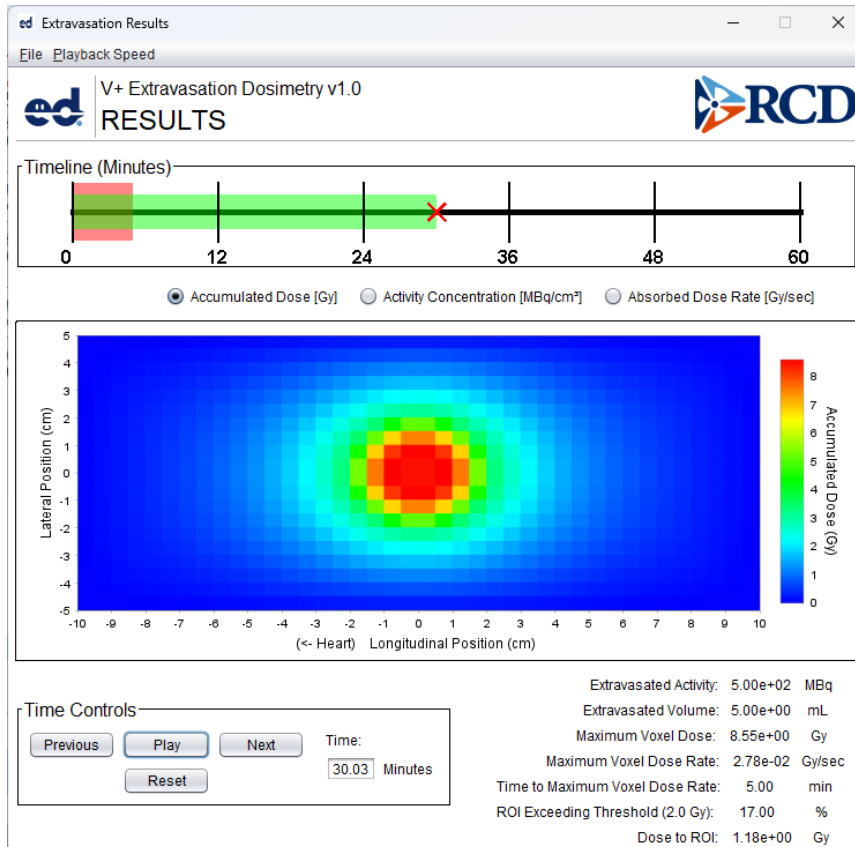 ed Extravasation Results
File Playback Speed
ed. V+ Extravasation Dosimetry v1.0
RESULTS
RCD
Timeline (Minutes)
0 12 24 36 48 60
Accumulated Dose [Gy] Activity Concentration [MBq/cm³] Absorbed Dose Rate [Gy/sec]
Lateral Position (cm)
5
4
3
2
1
0
-1
-2
-3
-4
-5
-10 -9 -8 -7 -6 -5 -4 -3 -2 -1 0 1 2 3 4 5 6 7 8 9 10
(<- Heart) Longitudinal Position (cm)
8
7
6
5
4
3
2
1
0
Accumulated Dose (Gy)
Time Controls
Previous Play Next
Reset
Time:
30.03 Minutes
Extravasated Activity: 5.00e+02 MBq
Extravasated Volume: 5.00e+00 mL
Maximum Voxel Dose: 8.55e+00 Gy
Maximum Voxel Dose Rate: 2.78e-02 Gy/sec
Time to Maximum Voxel Dose Rate: 5.00 min
ROI Exceeding Threshold (2.0 Gy): 17.00 %
Dose to ROI: 1.18e+00 Gy